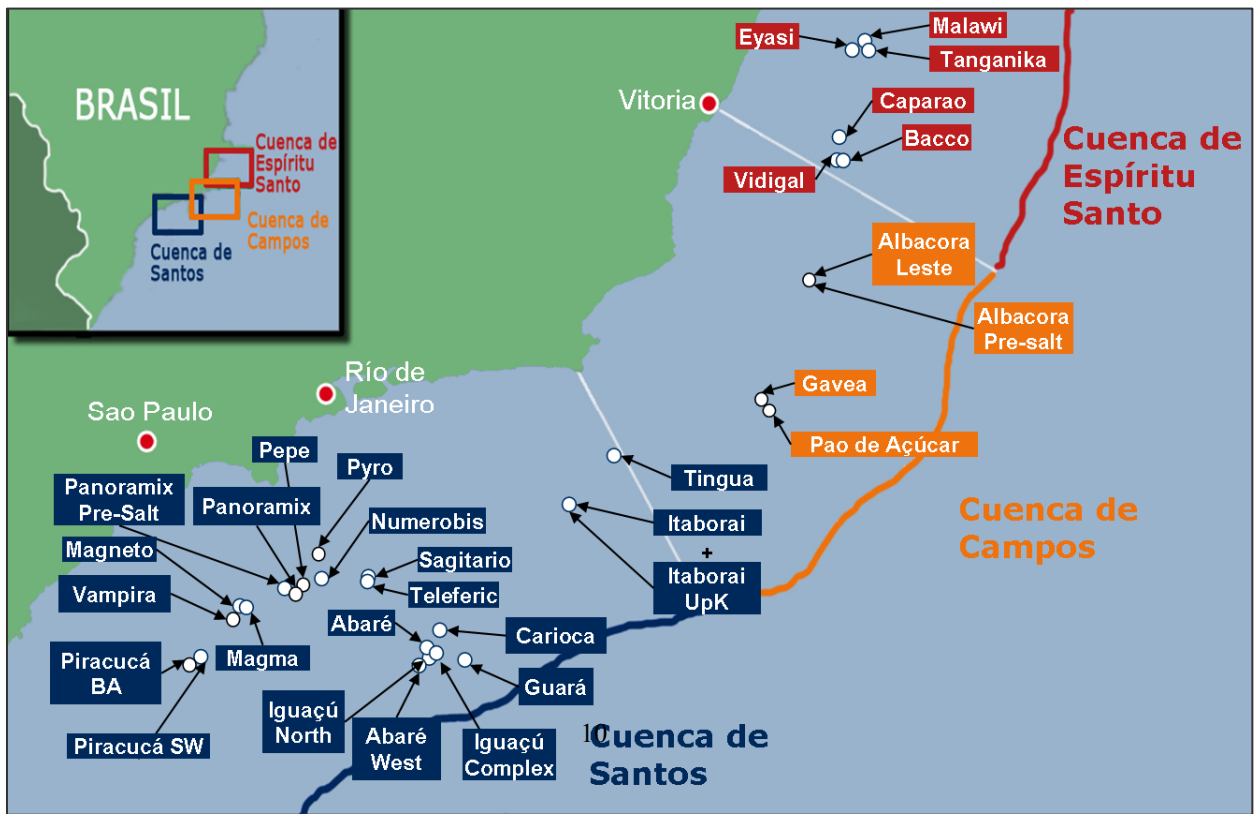 BRASIL
Cuenca de
Espíritu
Santo
Cuenca de
Campos
Cuenca de
Santos
Eyasi
Malawi
Tanganika
Vitoria
Caparao
Bacco
Vidigal
Cuenca de
Espíritu
Santo
Albacora
Leste
Albacora
Pre-salt
Río de
Janeiro
Sao Paulo
Gavea
Pao de Açúcar
Pepe
Pyro
Tingua
Panoramix
Pre-Salt
Panoramix
Numerobis
Itaborai
+
Itaborai
UpK
Cuenca de
Campos
Magneto
Sagitario
Vampira
Teleferic
Abaré
Carioca
Piracucá
BA
Magma
Guará
Iguaçú
North
Piracucá SW
Abaré
West
Iguaçú
Complex
10
Cuenca de
Santos